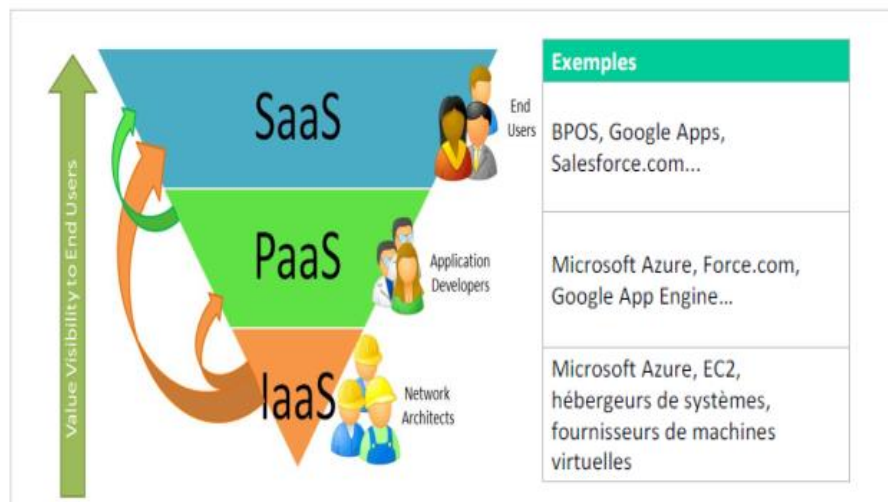 Value Visibility to End Users
SaaS
End
Users
PaaS
Application
Developers
IaaS
Network
Architects
Exemples
BPOS, Google Apps,
Salesforce.com...
Microsoft Azure, Force.com,
Google App Engine...
Microsoft Azure, EC2,
hébergeurs de systèmes,
fournisseurs de machines
virtuelles